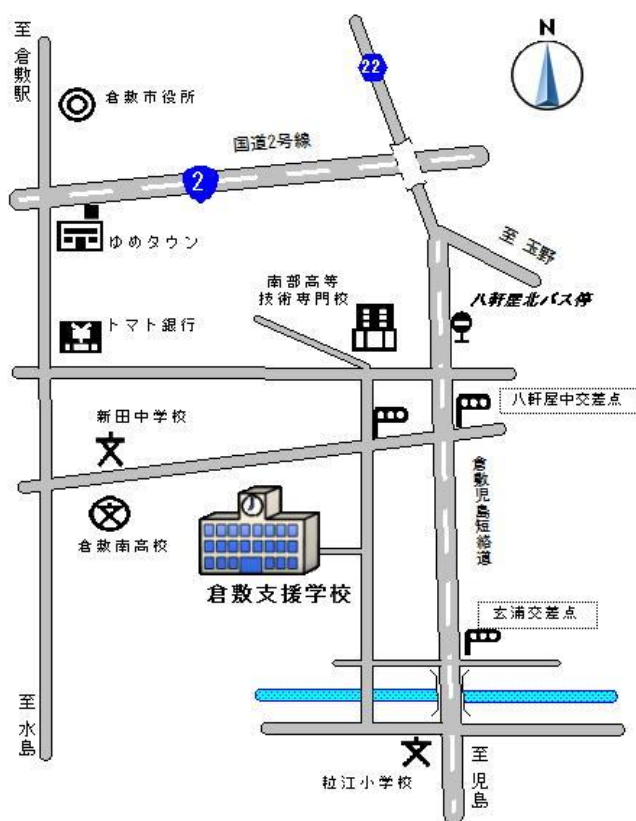 至 倉敷駅
倉敷市役所
22
N
国道2号線
2
ゆめタウン
至 玉野
南部高等
技術専門校
八軒屋北バス停
トマト銀行
八軒屋中交差点
新田中学校
倉敷児島短絡道
倉敷南高校
倉敷支援学校
玄浦交差点
至 水島
粒江小学校
至 児島